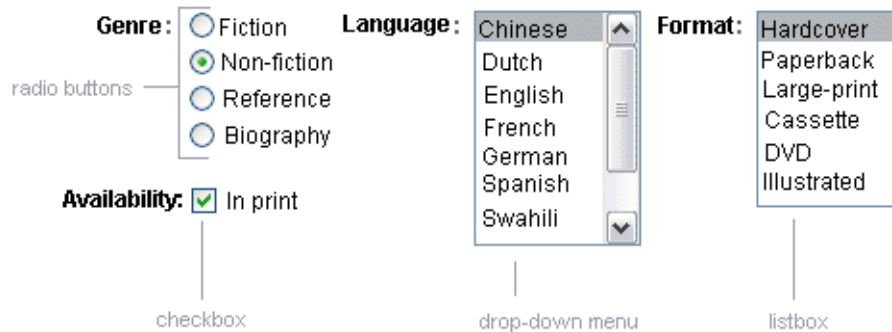 Genre:
Fiction
Non-fiction
Reference
Biography
radio buttons
Availability:
In print
checkbox
Language:
Chinese
Dutch
English
French
German
Spanish
Swahili
drop-down menu
Format:
Hardcover
Paperback
Large-print
Cassette
DVD
Illustrated
listbox